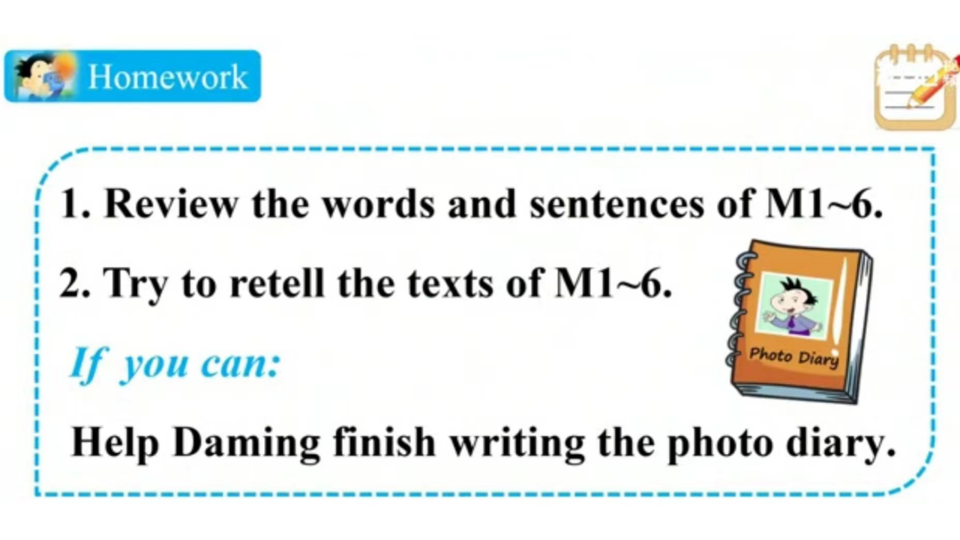 Homework
1. Review the words and sentences of M1~6.
2. Try to retell the texts of M1~6.
If you can:
Photo Diary
Help Daming finish writing the photo diary.